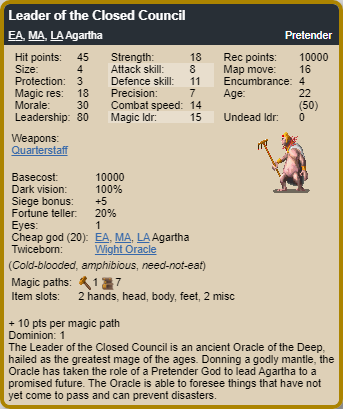 Leader of the Closed Council
EA, MA, LA Agartha Pretender
Hit points: 45 Strength: 18 Rec points: 10000
Size: 4 Attack skill: 8 Map move: 16
Protection: 3 Defence skill: 11 Encumbrance: 4
Magic res: 18 Precision: 7 Age: 22
Morale: 30 Combat speed: 14 (50)
Leadership: 80 Magic ldr: 15 Undead ldr: 0
Weapons:
Quarterstaff
Basecost: 10000
Dark vision: 100%
Siege bonus: +5
Fortune teller: 20%
Eyes: 1
Cheap god (20): EA, MA, LA Agartha
Twiceborn: Wight Oracle
(Cold-blooded, amphibious, need-not-eat)
Magic paths: 1 7
Item slots: 2 hands, head, body, feet, 2 misc
+ 10 pts per magic path
Dominion: 1
The Leader of the Closed Council is an ancient Oracle of the Deep,
hailed as the greatest mage of the ages. Donning a godly mantle, the
Oracle has taken the role of a Pretender God to lead Agartha to a
promised future. The Oracle is able to foresee things that have not
yet come to pass and can prevent disasters.